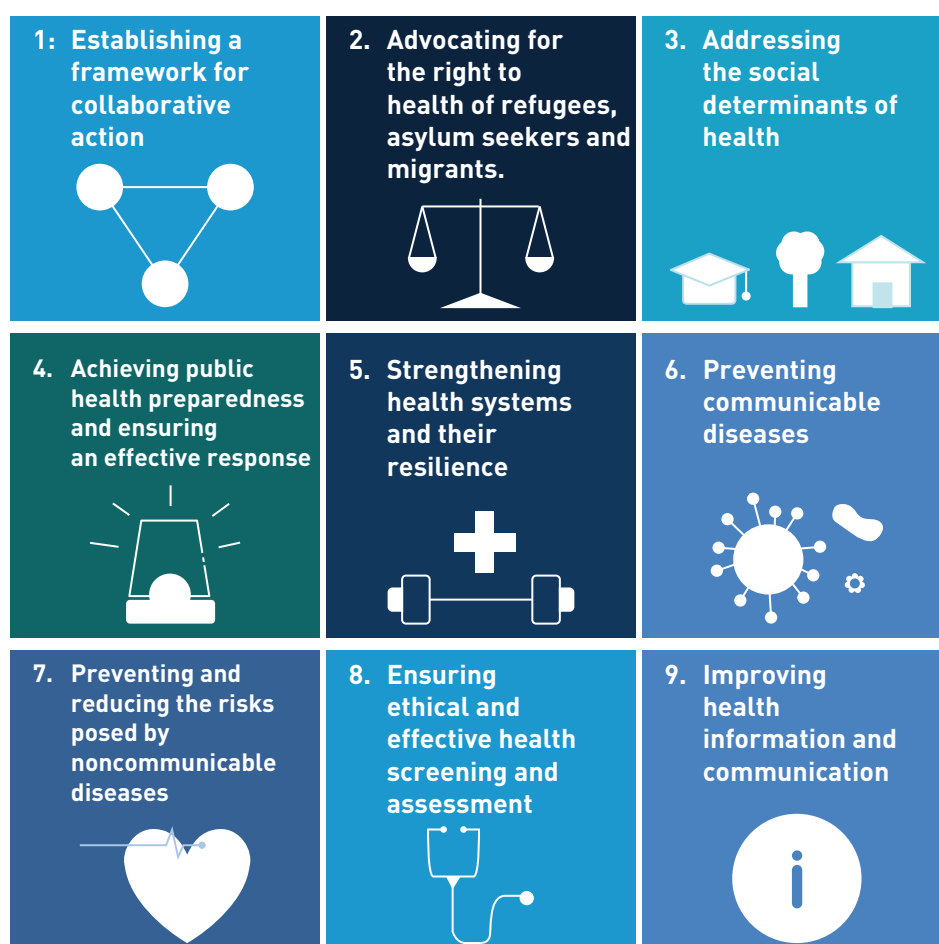 1: Establishing a
framework for
collaborative
action
2. Advocating for
the right to
health of refugees,
asylum seekers and
migrants.
3. Addressing
the social
determinants of
health
4. Achieving public
health preparedness
and ensuring
an effective response
5. Strengthening
health systems
and their
resilience
6. Preventing
communicable
diseases
7. Preventing and
reducing the risks
posed by
noncommunicable
diseases
8. Ensuring
ethical and
effective health
screening and
assessment
9. Improving
health
information and
communication
i